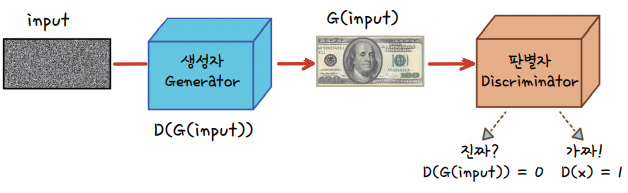 input
생성자
Generator
D(G(input))
G(input)
판별자
Discriminator
진짜?
D(G(input)) = 0
가짜!
D(x) = 1